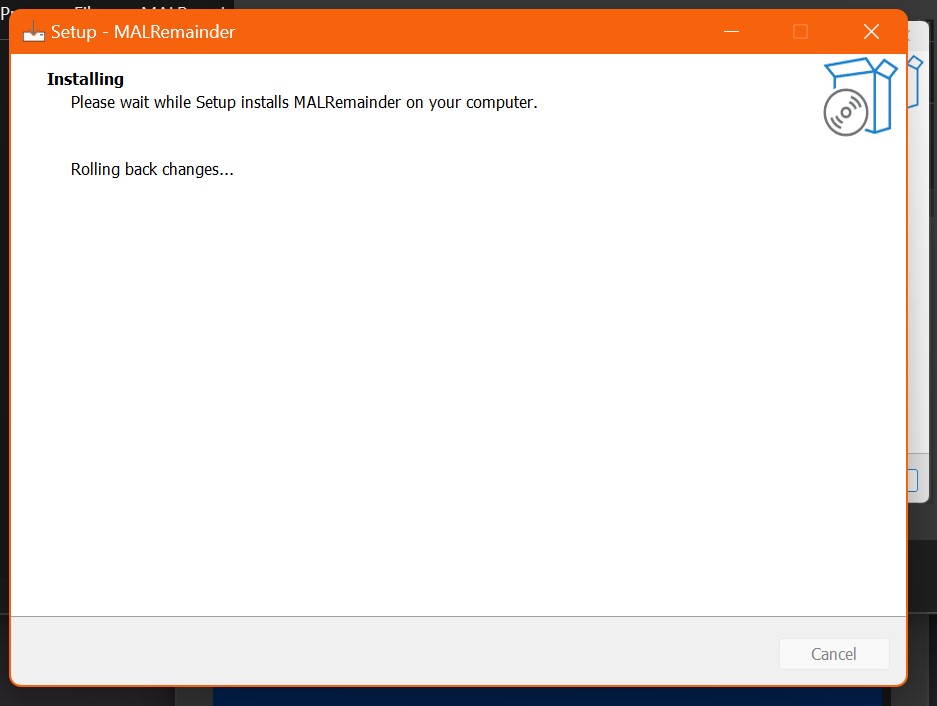 Setup - MALRemainder
Installing
Please wait while Setup installs MALRemainder on your computer.
Rolling back changes...
Cancel